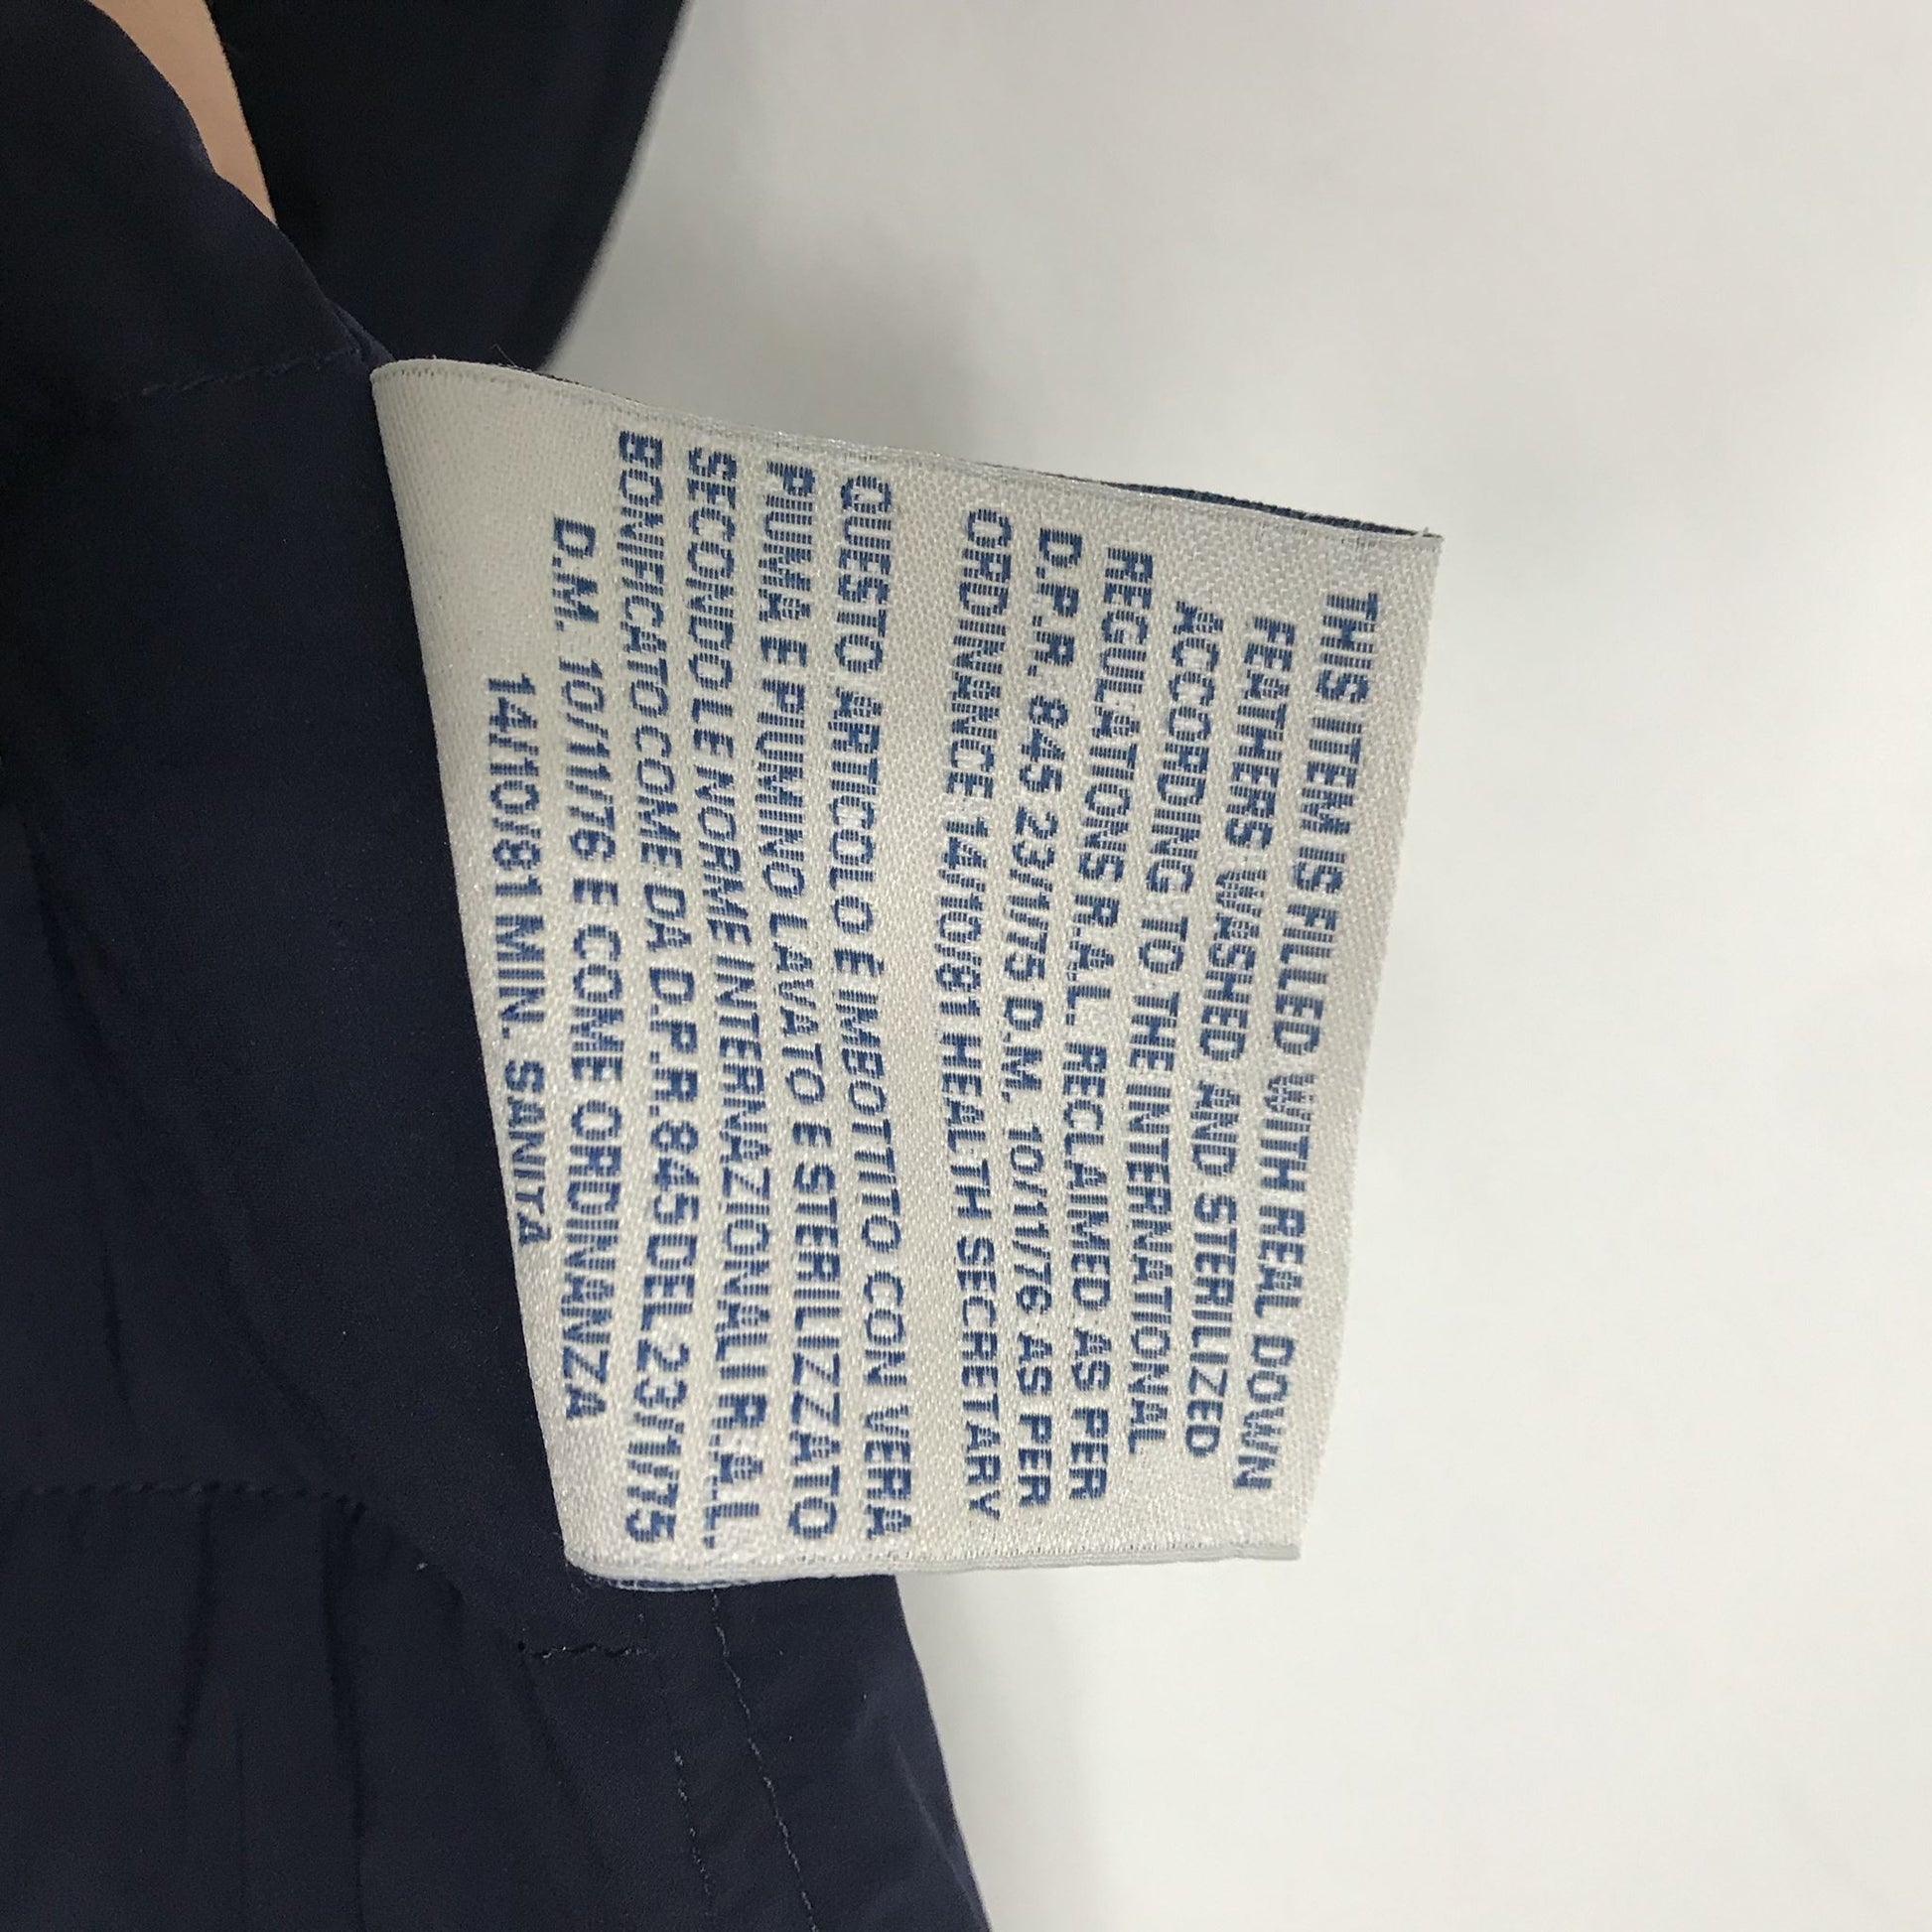 THIS ITEM IS FILLED WITH REAL DOWN
FEATHERS WASHED AND STERILIZED
ACCORDING TO THE INTERNATIONAL
REGULATIONS R.A.L. RECLAIMED AS PER
D.P.R. 845 23/1/75 D.M. 10/11/76 AS PER
ORDINANCE 14/10/81 HEALTH SECRETARY
QUESTO ARTICOLO É IMBOTTITO CON VERA
PIUMA E PIUMINO LAVATO E STERILIZZATO
SECONDO LE NORME INTERNAZIONALI R.A.L.
BONIFICATO COME DA D.P.R.845 DEL 23/1/75
D.M. 10/11/76 E COME ORDINANZA
14/10/81 MIN. SANITÁ